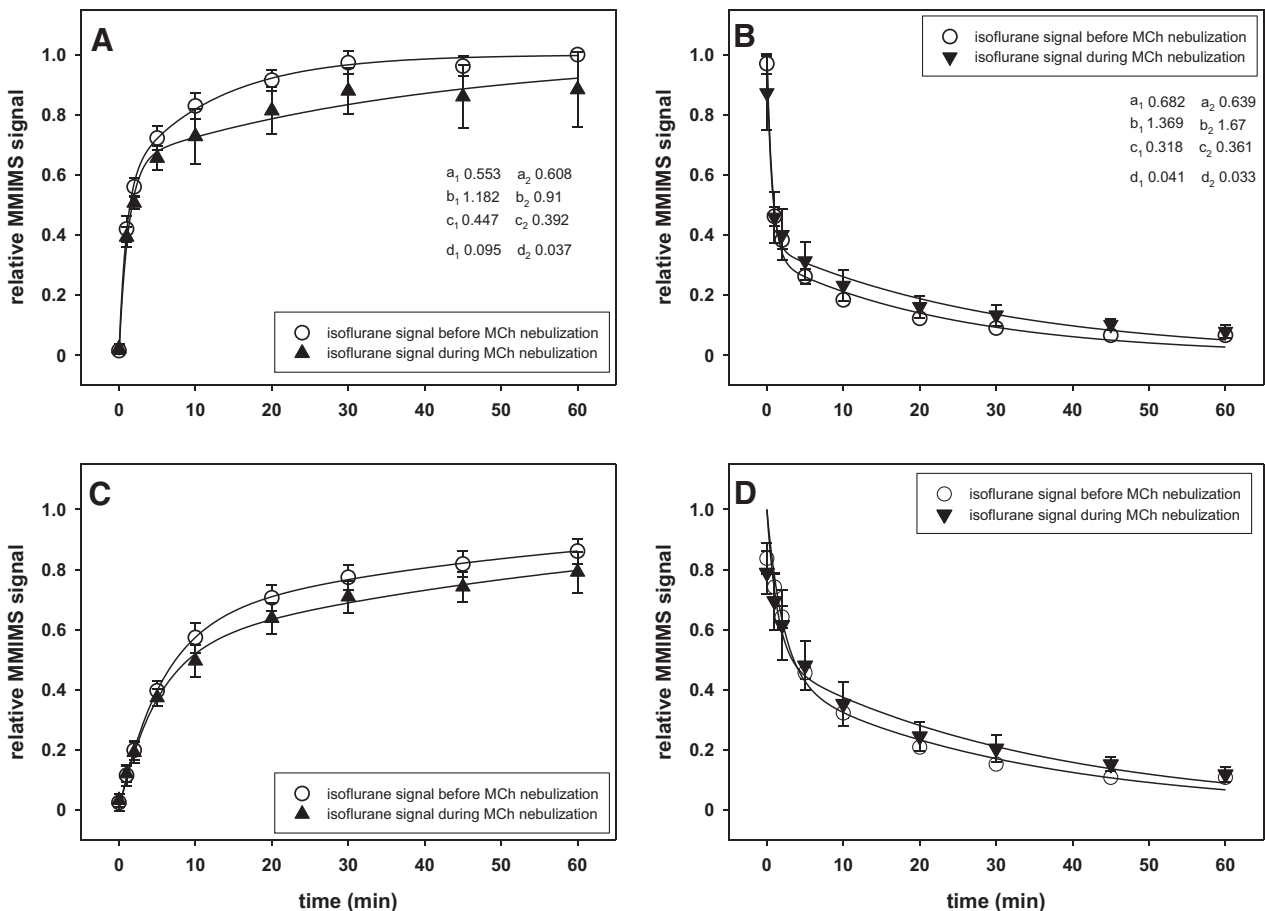 A
relative MMIMS signal
1.0
0.8
0.6
0.4
0.2
0
a1 0.553 a2 0.608
b1 1.182 b2 0.91
c1 0.447 c2 0.392
d1 0.095 d2 0.037
isoflurane signal before MCh nebulization
isoflurane signal during MCh nebulization
0 10 20 30 40 50 60
B
relative MMIMS signal
1.0
0.8
0.6
0.4
0.2
0
isoflurane signal before MCh nebulization
isoflurane signal during MCh nebulization
a1 0.682 a2 0.639
b1 1.369 b2 1.67
c1 0.318 c2 0.361
d1 0.041 d2 0.033
0 10 20 30 40 50 60
C
relative MMIMS signal
1.0
0.8
0.6
0.4
0.2
0
isoflurane signal before MCh nebulization
isoflurane signal during MCh nebulization
0 10 20 30 40 50 60
time (min)
D
relative MMIMS signal
1.0
0.8
0.6
0.4
0.2
0
isoflurane signal before MCh nebulization
isoflurane signal during MCh nebulization
0 10 20 30 40 50 60
time (min)